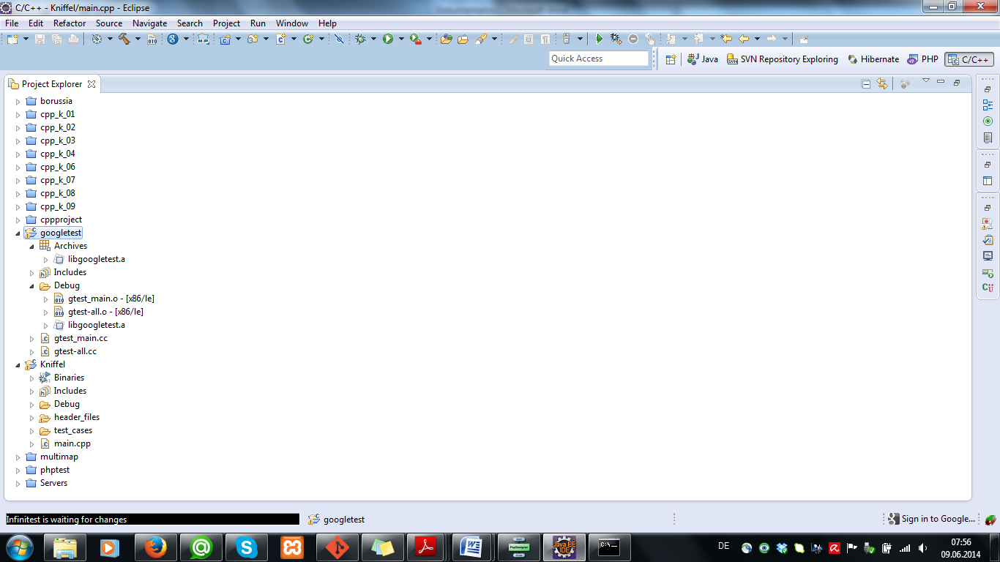 C/C++ - Kniffel/main.cpp - Eclipse
File Edit Refactor Source Navigate Search Project Run Window Help
Quick Access
Java
SVN Repository Exploring
Hibernate
PHP
C/C++
Project Explorer
borussia
cpp_k_01
cpp_k_02
cpp_k_03
cpp_k_04
cpp_k_06
cpp_k_07
cpp_k_08
cpp_k_09
cppproject
googletest
Archives
libgoogletest.a
Includes
Debug
gtest_main.o - [x86/le]
gtest-all.o - [x86/le]
libgoogletest.a
gtest_main.cc
gtest-all.cc
Kniffel
Binaries
Includes
Debug
header_files
test_cases
main.cpp
multimap
phptest
Servers
Infinitest is waiting for changes
googletest
Sign in to Google...
PapDesigner
Java EE
IDE
C:\
DE
07:56
09.06.2014